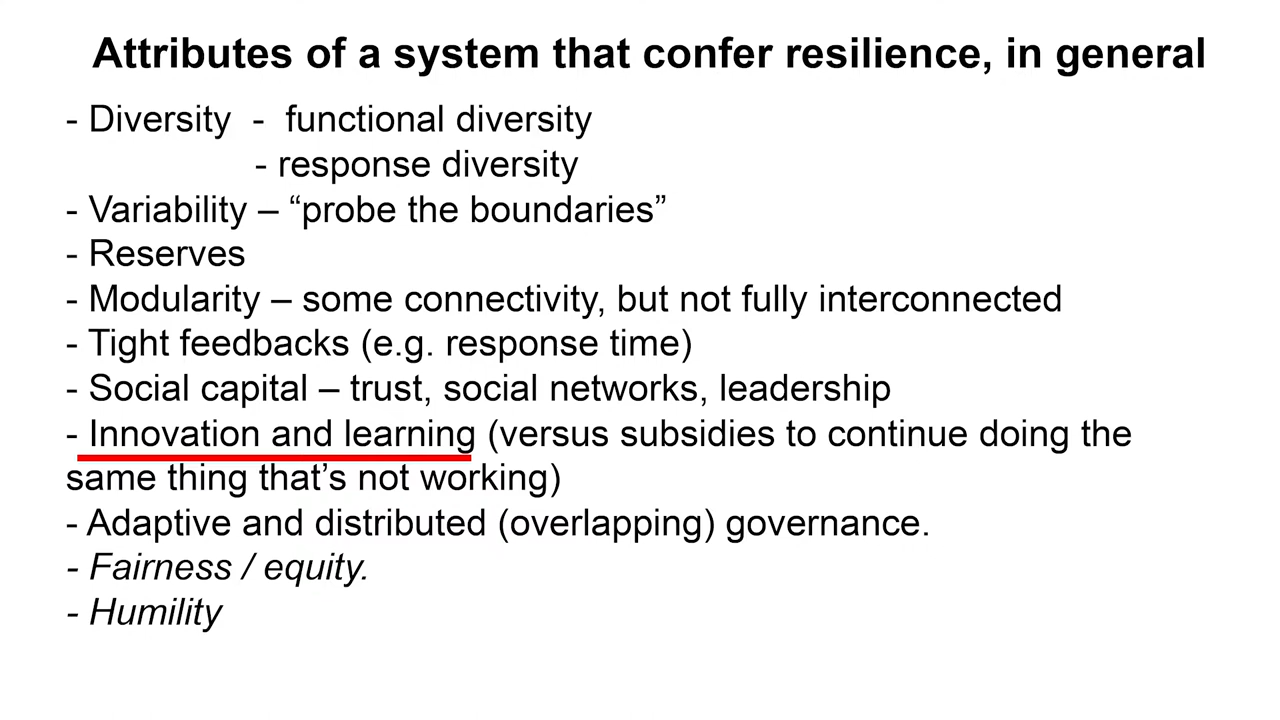 Attributes of a system that confer resilience, in general
- Diversity - functional diversity
- response diversity
- Variability – “probe the boundaries”
- Reserves
- Modularity – some connectivity, but not fully interconnected
- Tight feedbacks (e.g. response time)
- Social capital – trust, social networks, leadership
- Innovation and learning (versus subsidies to continue doing the
same thing that’s not working)
- Adaptive and distributed (overlapping) governance.
- Fairness / equity.
- Humility